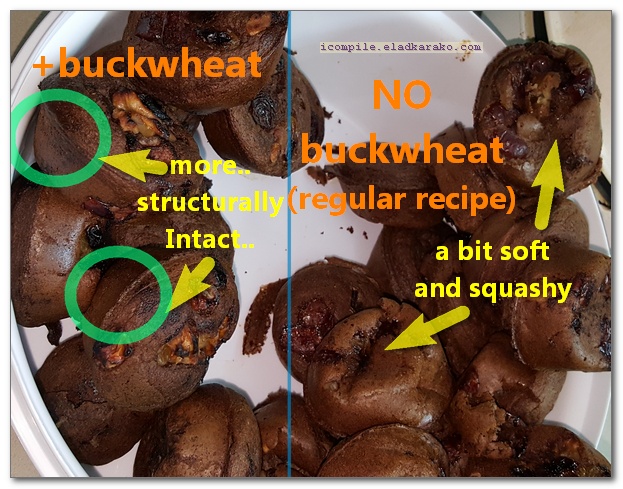 icompile.eladkarako.com
+buckwheat
NO
buckwheat
(regular recipe)
more..
structurally
Intact..
a bit soft
and squashy